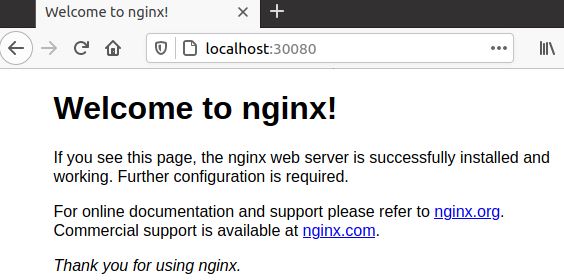 Welcome to nginx!
localhost:30080
Welcome to nginx!
If you see this page, the nginx web server is successfully installed and
working. Further configuration is required.
For online documentation and support please refer to nginx.org.
Commercial support is available at nginx.com.
Thank you for using nginx.